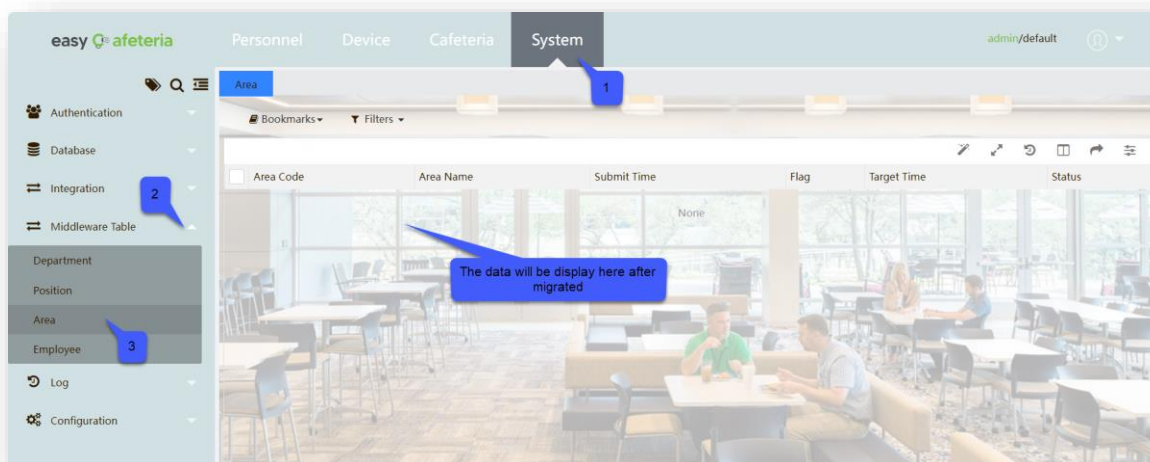 easy Cafeteria
Personnel Device Cafeteria System
admin/default
1
Area
Authentication
Bookmarks Filters
Database
Area Code Area Name Submit Time Flag Target Time Status
Integration
2
None
Middleware Table
Department
The data will be display here after
migrated
Position
Area
3
Employee
Log
Configuration